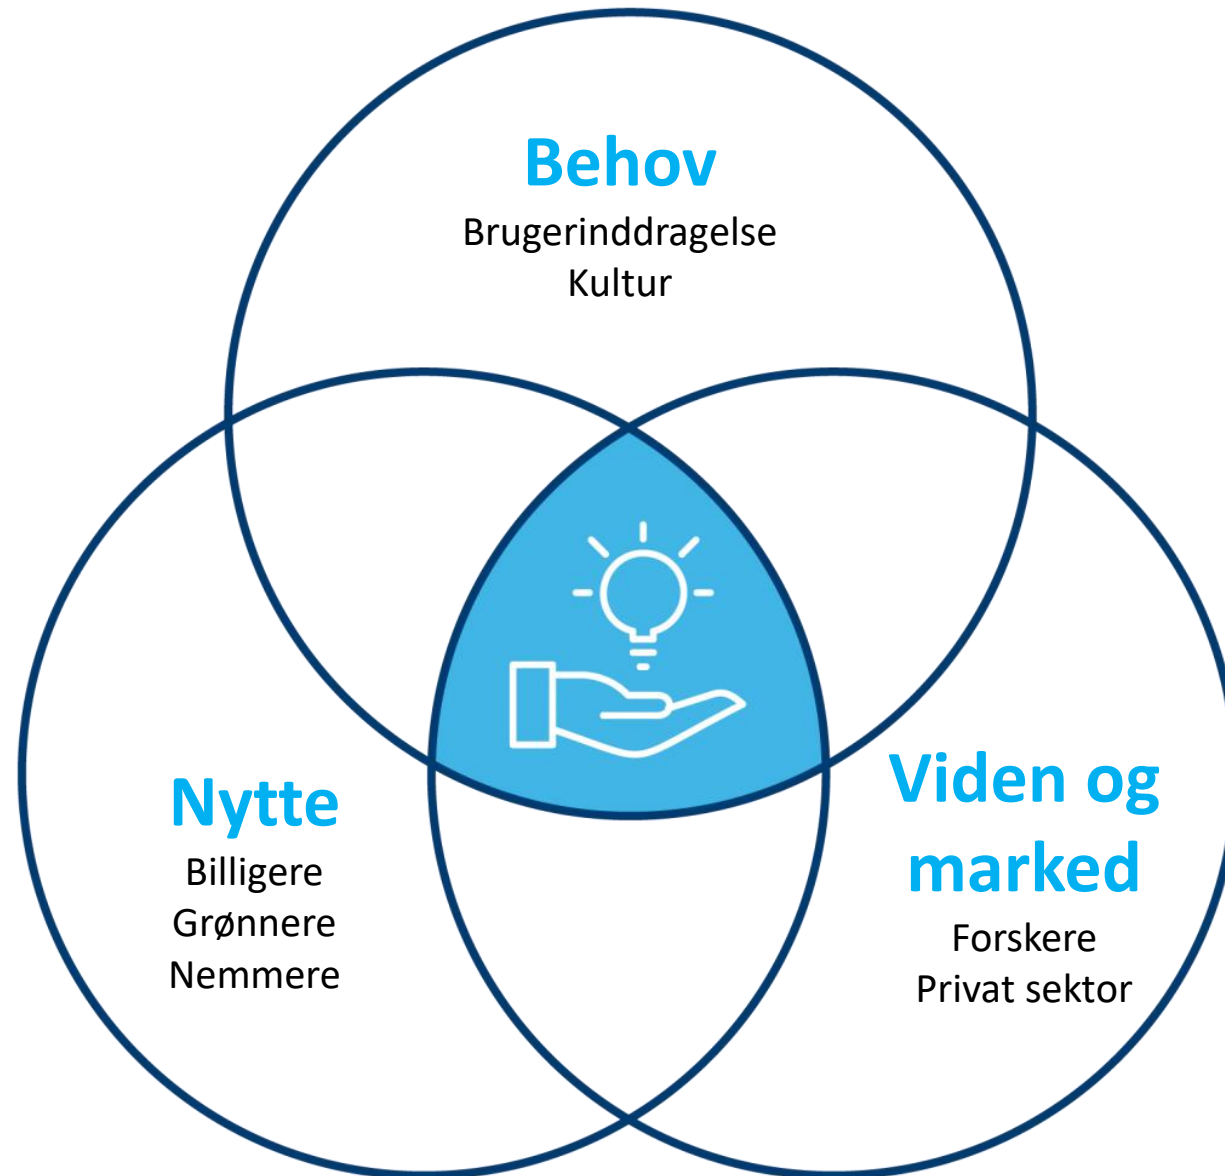 Behov
Brugerinddragelse
Kultur
Nytte
Billigere
Grønnere
Nemmere
Viden og
marked
Forskere
Privat sektor